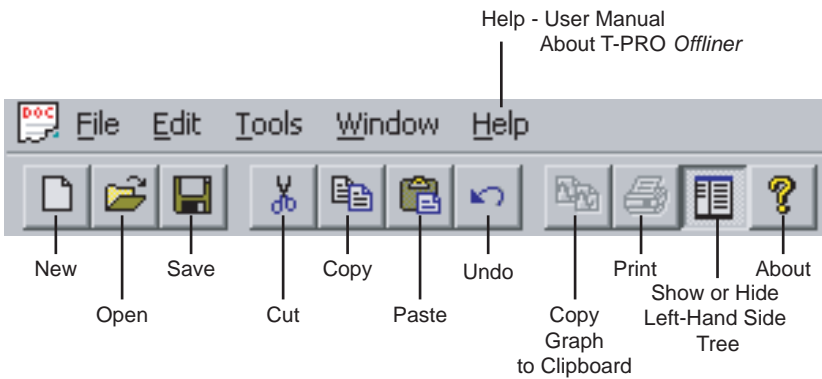 Help - User Manual
About T-PRO Offliner
DOC
File Edit Tools Window Help
New Save Copy Undo Print About
Open Cut Paste
Copy
Graph
to Clipboard
Show or Hide
Left-Hand Side
Tree